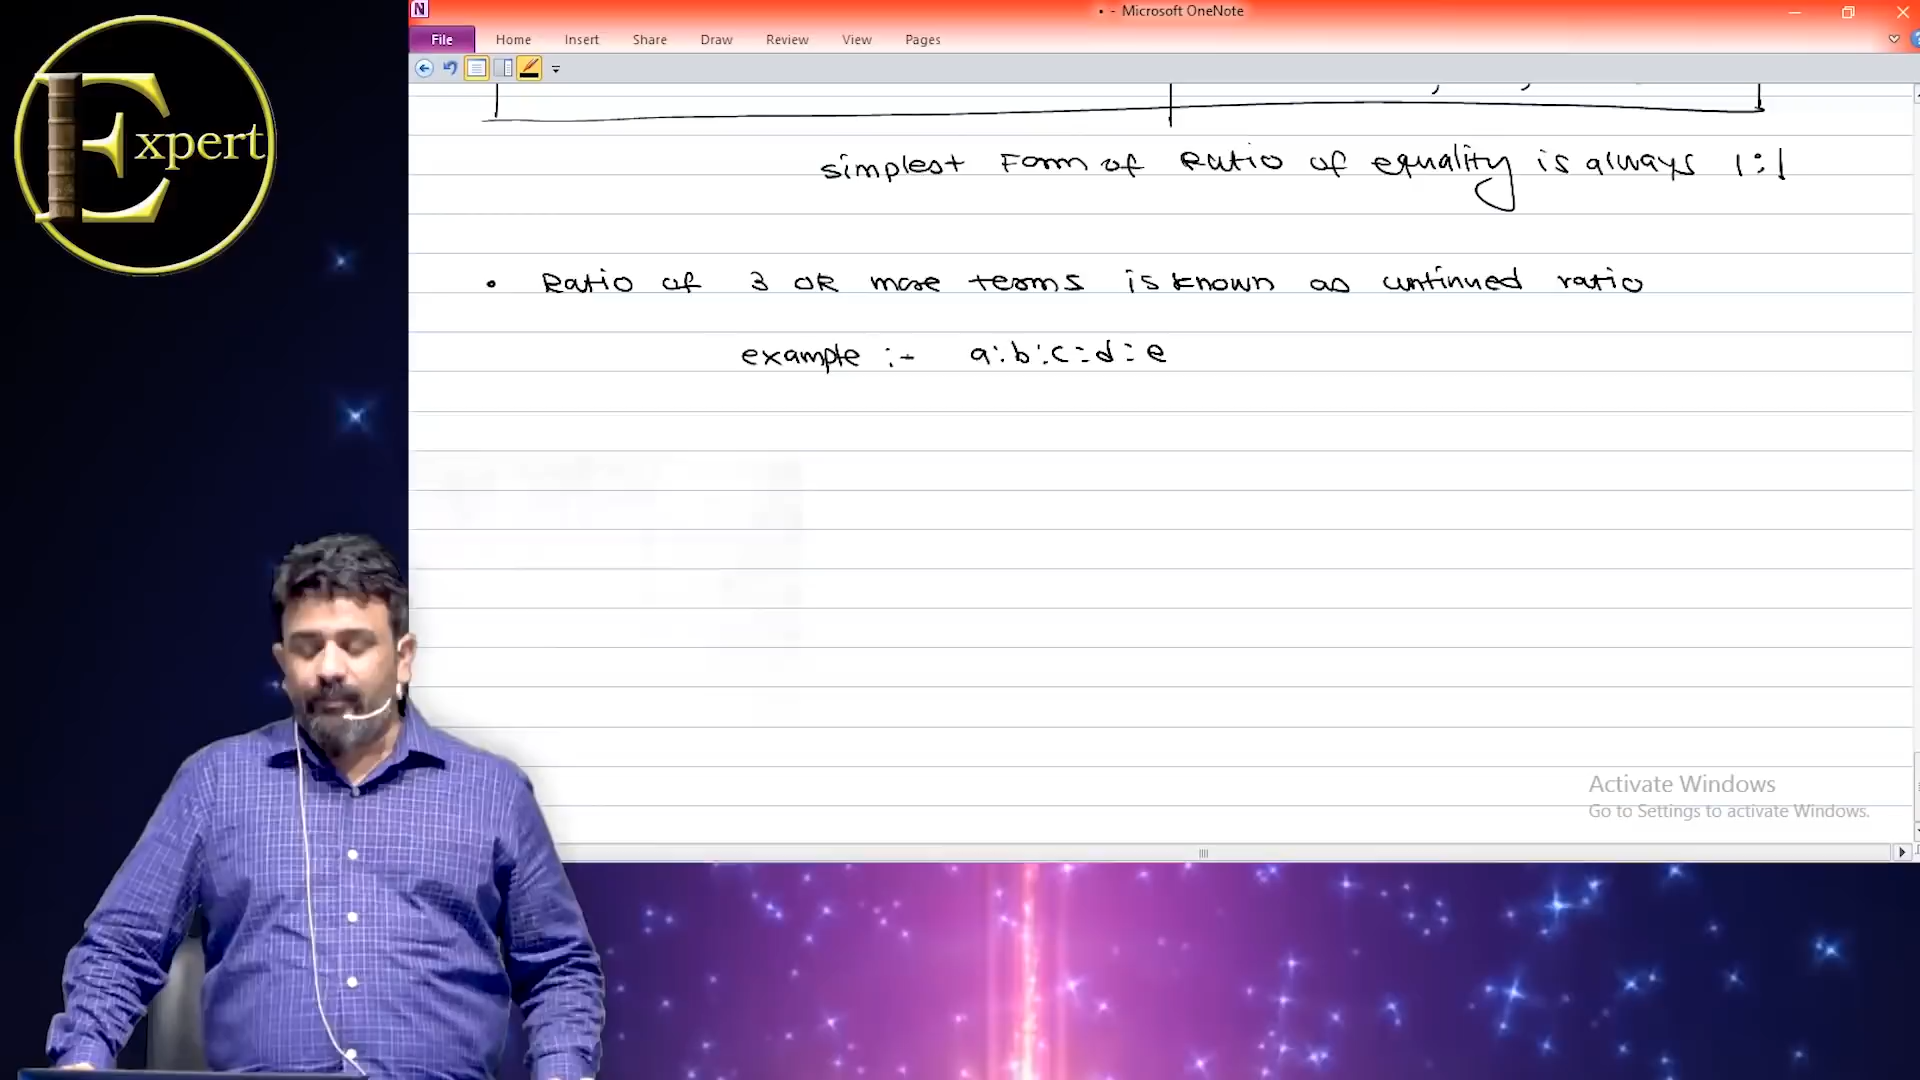 Expert
• - Microsoft OneNote
File Home Insert Share Draw Review View Pages
simplest Form of Ratio of equality is always 1:1
• Ratio of 3 OR more terms is known as continued ratio
example :- a:b:c:d:e
Activate Windows
Go to Settings to activate Windows.